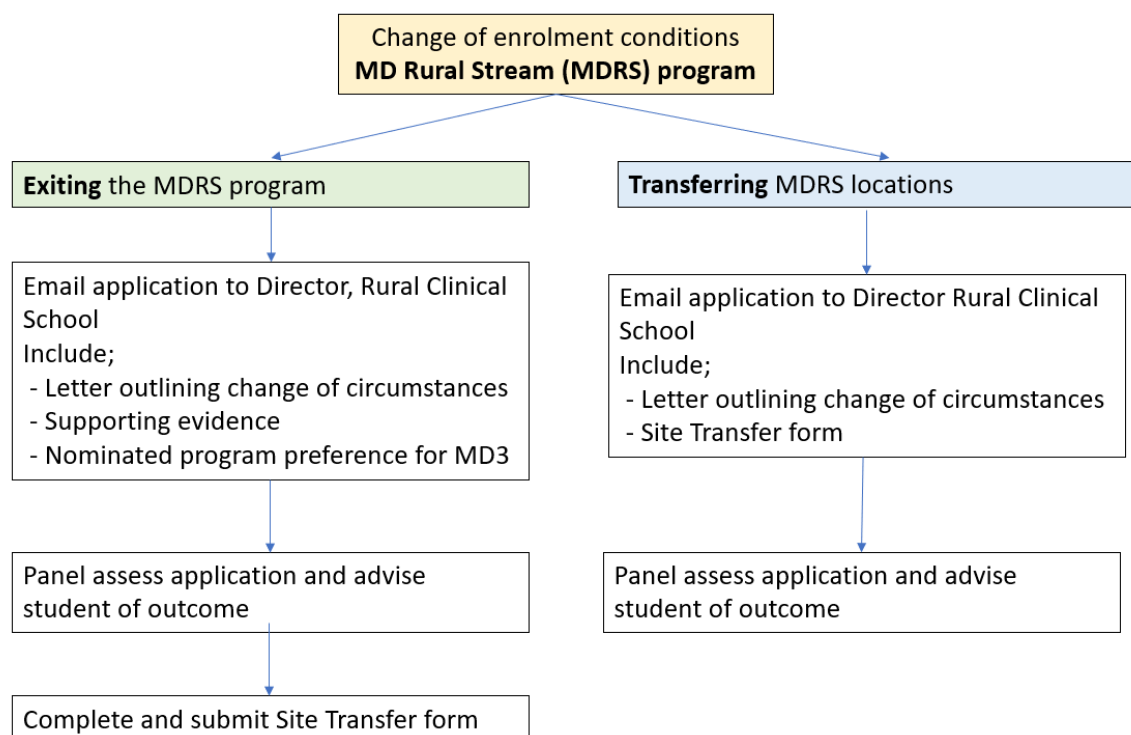 Change of enrolment conditions
MD Rural Stream (MDRS) program
Exiting the MDRS program
Email application to Director, Rural Clinical
School
Include;
- Letter outlining change of circumstances
- Supporting evidence
- Nominated program preference for MD3
Panel assess application and advise
student of outcome
Complete and submit Site Transfer form
Transferring MDRS locations
Email application to Director Rural Clinical
School
Include;
- Letter outlining change of circumstances
- Site Transfer form
Panel assess application and advise
student of outcome